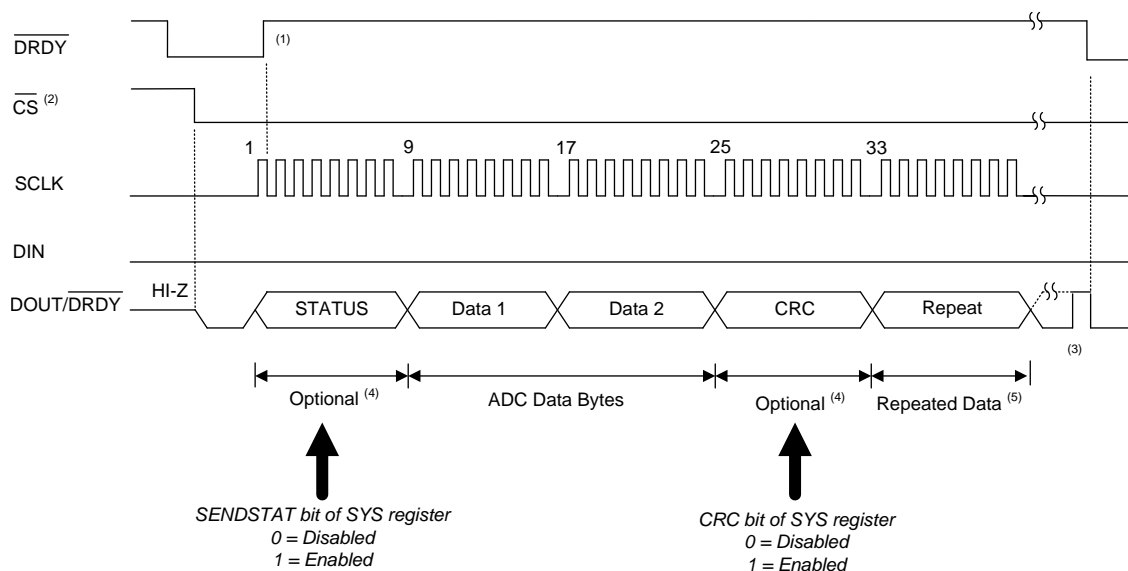 DRDY
(1)
CS (2)
1 9 17 25 33
SCLK
DIN
HI-Z
DOUT/DRDY
STATUS Data 1 Data 2 CRC Repeat
(3)
Optional (4) ADC Data Bytes Optional (4) Repeated Data (5)
SENDSTAT bit of SYS register
0 = Disabled
1 = Enabled
CRC bit of SYS register
0 = Disabled
1 = Enabled